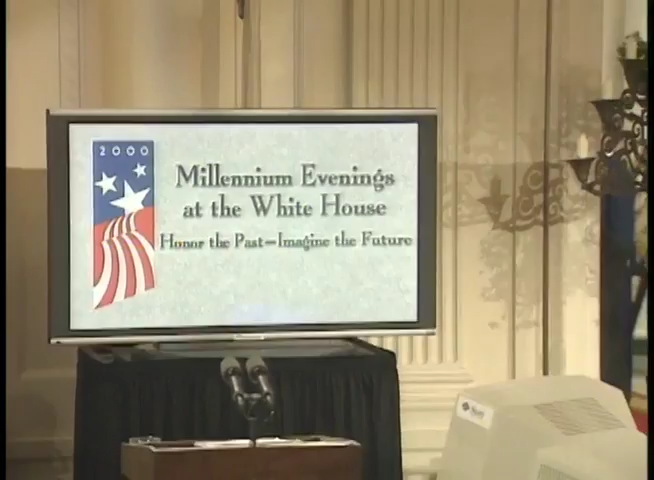 2000
Millennium Evenings
at the White House
Honor the Past—Imagine the Future